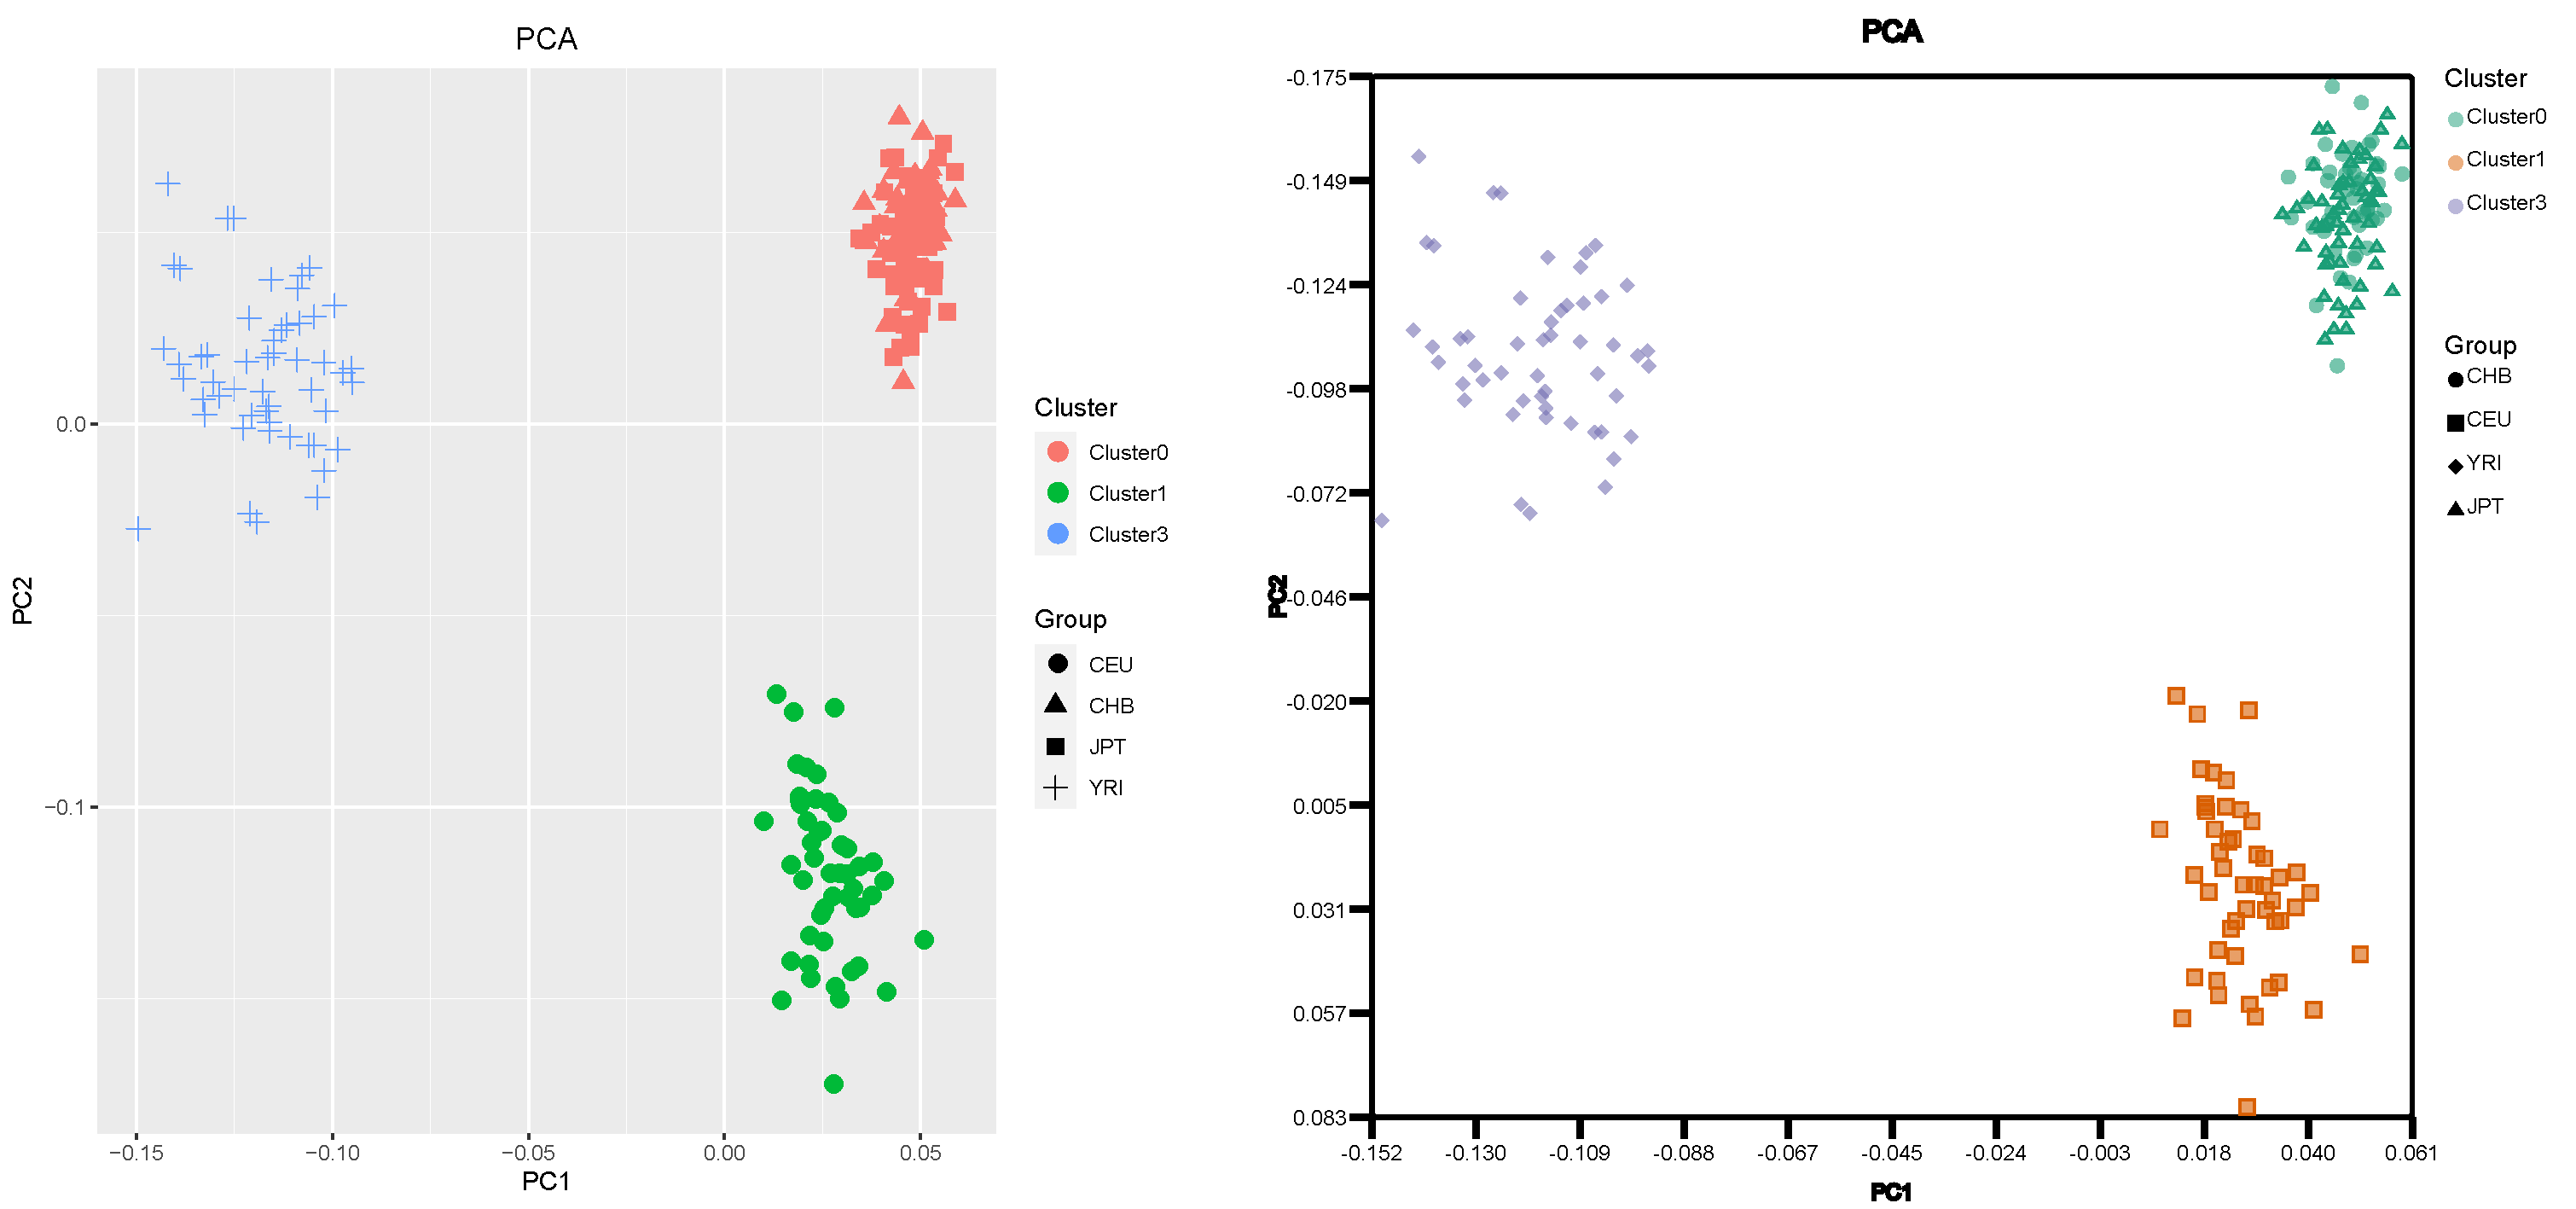 PCA
PC2
0.0
−0.1
−0.15
−0.10
−0.05
0.00
0.05
PC1
Cluster
Cluster0
Cluster1
Cluster3
Group
CEU
CHB
JPT
YRI
PCA
PC2
-0.175
-0.149
-0.124
-0.098
-0.072
-0.046
-0.020
0.005
0.031
0.057
0.083
-0.152
-0.130
-0.109
-0.088
-0.067
-0.045
-0.024
-0.003
0.018
0.040
0.061
PC1
Cluster
Cluster0
Cluster1
Cluster3
Group
CHB
CEU
YRI
JPT